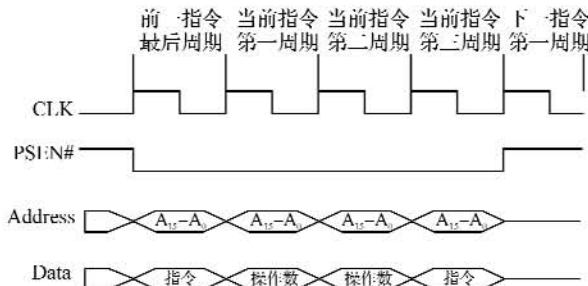 前一指令 当前指令 当前指令 当前指令 下一指令
最后周期 第一周期 第二周期 第三周期 第一周期
CLK
PSEN#
Address A15-A0 A15-A0 A15-A0 A15-A0
Data 指令 操作数 操作数 指令